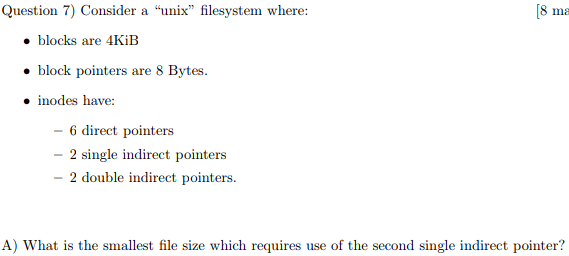 Question 7) Consider a “unix” filesystem where: [8 ma
• blocks are 4KiB
• block pointers are 8 Bytes.
• inodes have:
– 6 direct pointers
– 2 single indirect pointers
– 2 double indirect pointers.
A) What is the smallest file size which requires use of the second single indirect pointer?